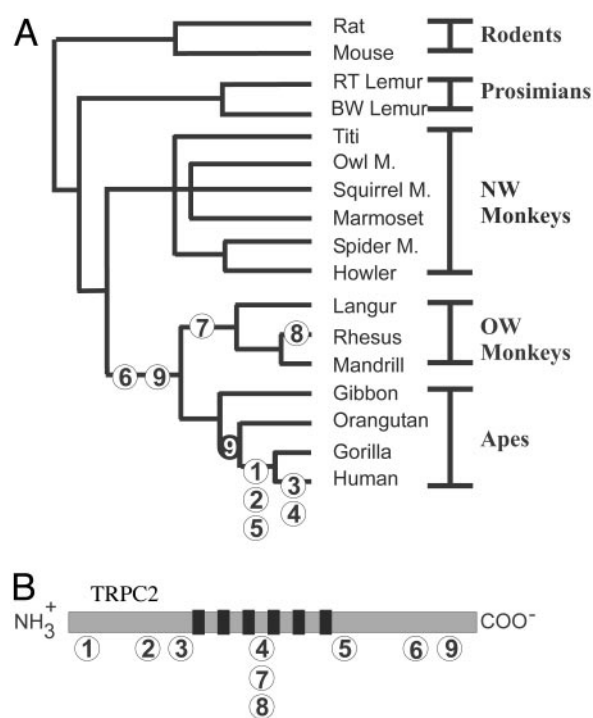 A
Rat
Mouse
Rodents
RT Lemur
BW Lemur
Prosimians
Titi
Owl M.
Squirrel M.
Marmoset
Spider M.
Howler
NW
Monkeys
Langur
Rhesus
Mandrill
OW
Monkeys
7
8
6 9
Gibbon
Orangutan
Gorilla
Human
Apes
9
1
2
5
3
4
B
TRPC2
NH3+
COO-
1 2 3 4 5 6 9
7
8